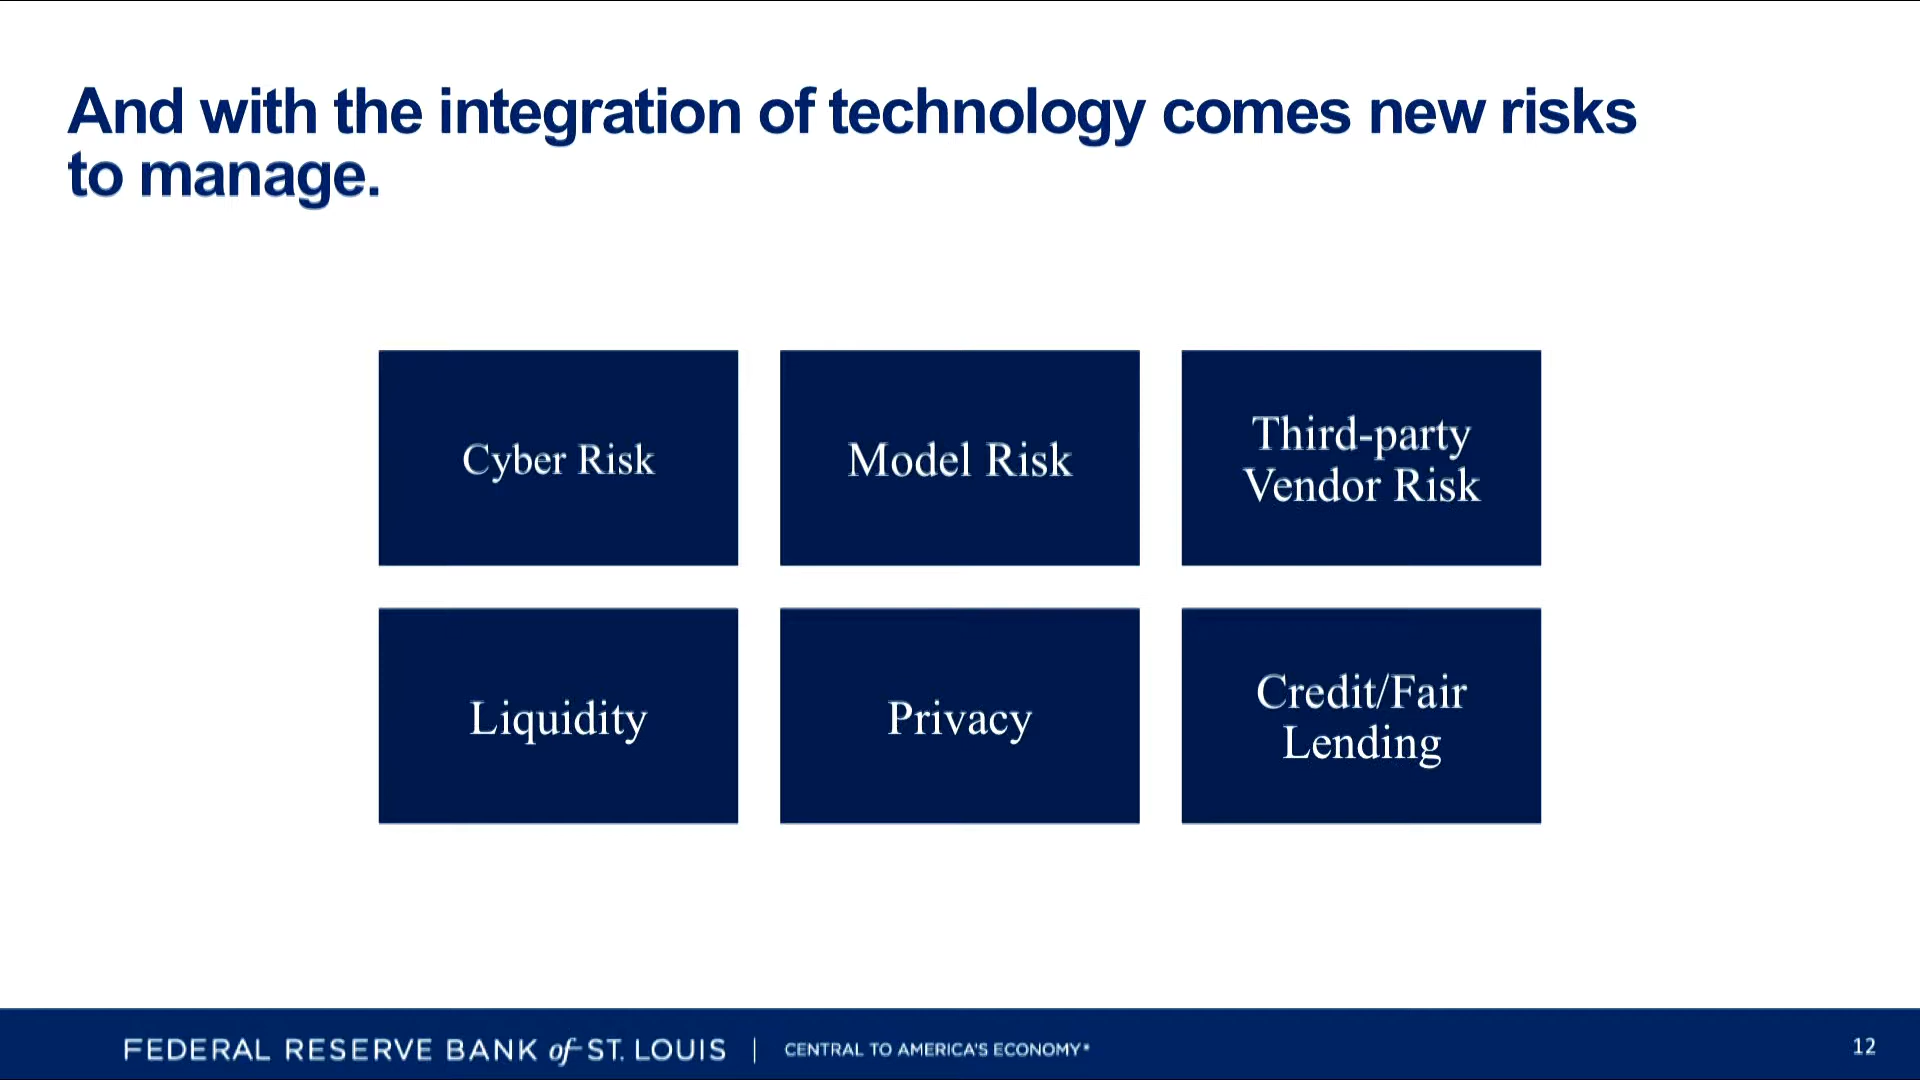 And with the integration of technology comes new risks
to manage.
Cyber Risk
Model Risk
Third-party
Vendor Risk
Liquidity
Privacy
Credit/Fair
Lending
FEDERAL RESERVE BANK of ST. LOUIS | CENTRAL TO AMERICA'S ECONOMY®
12